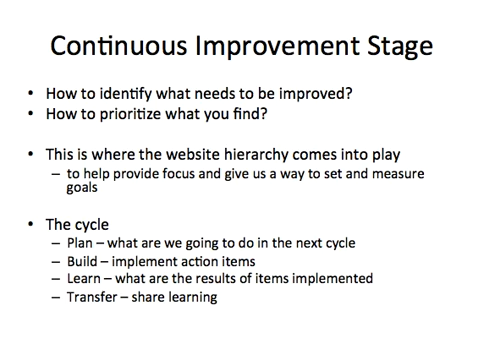 Continuous Improvement Stage
• How to identify what needs to be improved?
• How to prioritize what you find?
• This is where the website hierarchy comes into play
– to help provide focus and give us a way to set and measure
goals
• The cycle
– Plan – what are we going to do in the next cycle
– Build – implement action items
– Learn – what are the results of items implemented
– Transfer – share learning